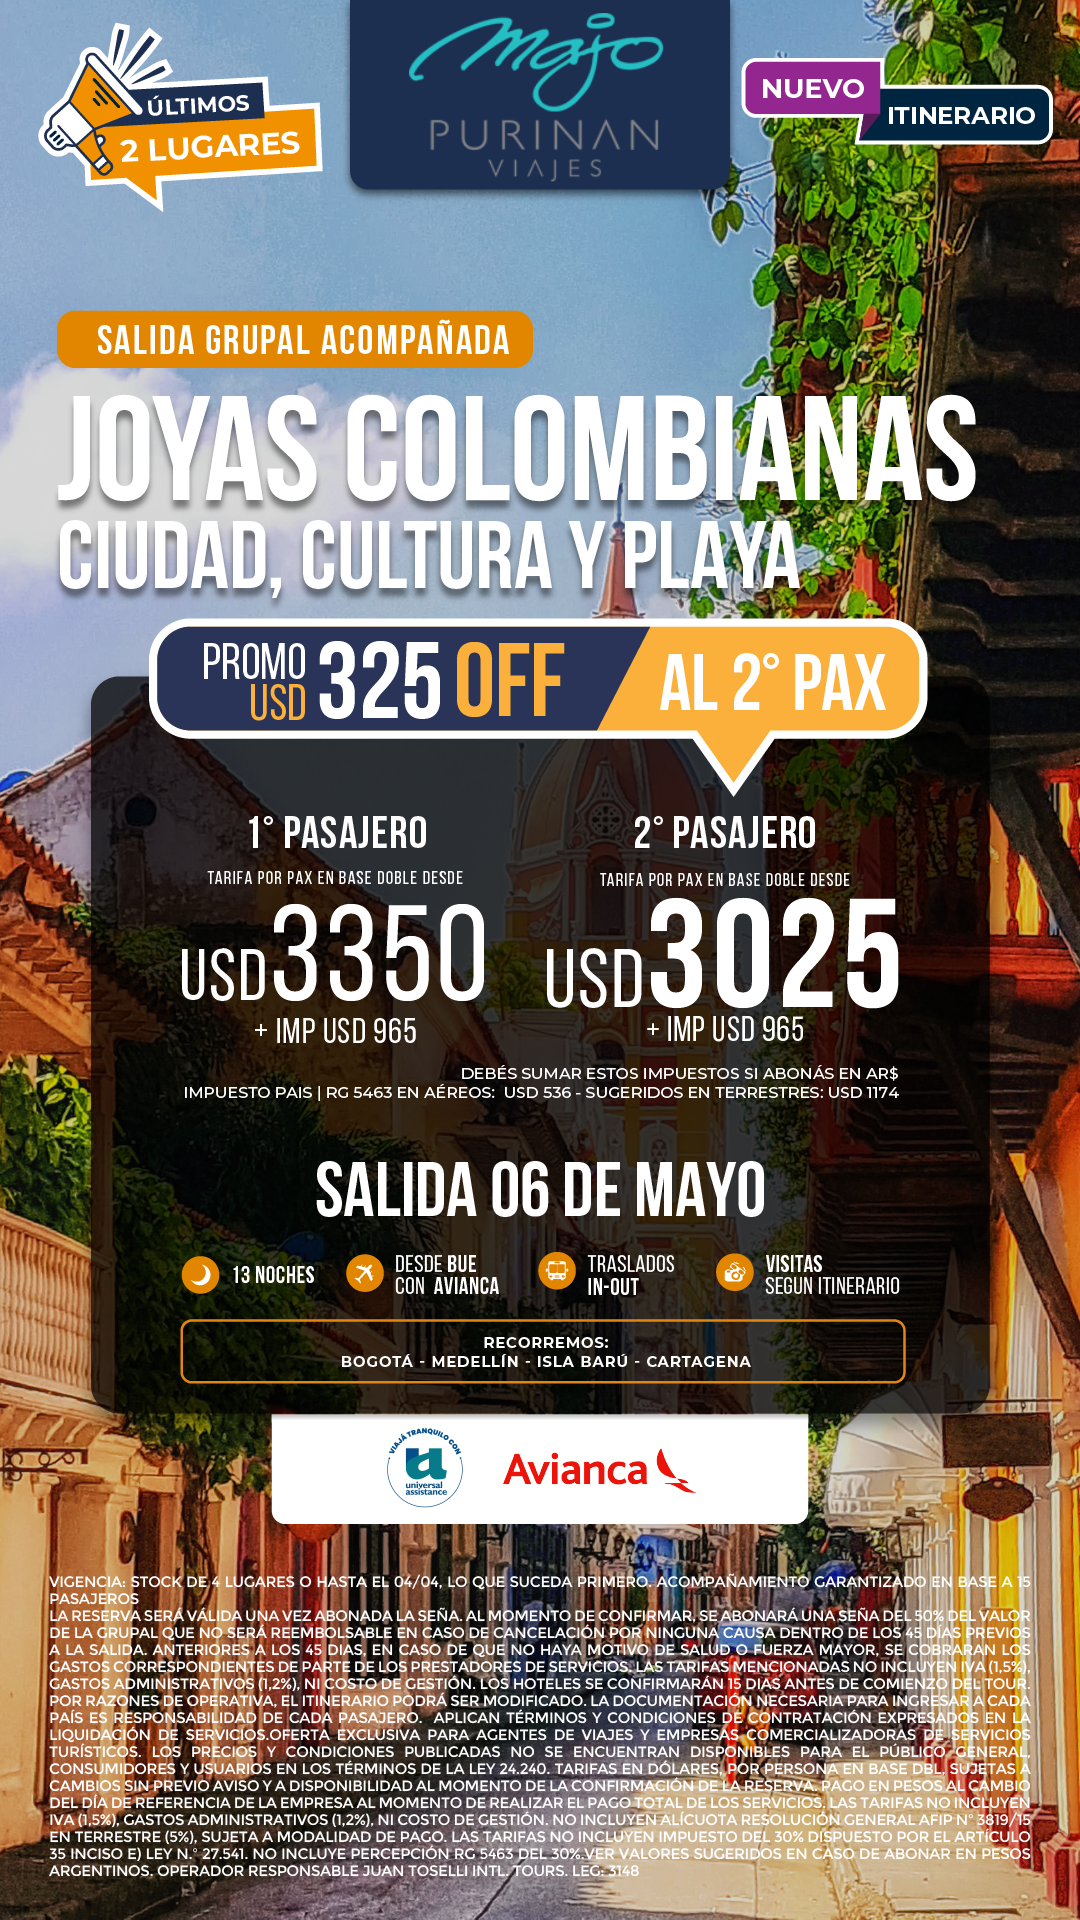 ÚLTIMOS
2 LUGARES
Majo
PURINAN
VIAJES
NUEVO
ITINERARIO
SALIDA GRUPAL ACOMPAÑADA
JOYAS COLOMBIANAS
CIUDAD, CULTURA Y PLAYA
PROMO
USD 325 OFF
AL 2° PAX
1° PASAJERO
TARIFA POR PAX EN BASE DOBLE DESDE
USD 3350
+ IMP USD 965
2° PASAJERO
TARIFA POR PAX EN BASE DOBLE DESDE
USD 3025
+ IMP USD 965
DEBÉS SUMAR ESTOS IMPUESTOS SI ABONÁS EN AR$
IMPUESTO PAIS | RG 5463 EN AÉREOS: USD 536 - SUGERIDOS EN TERRESTRES: USD 1174
SALIDA 06 DE MAYO
13 NOCHES
DESDE BUE
CON AVIANCA
TRASLADOS
IN-OUT
VISITAS
SEGUN ITINERARIO
RECORREMOS:
BOGOTÁ - MEDELLÍN - ISLA BARÚ - CARTAGENA
VIAJÁ TRANQUILO CON
universal
assistance
Avianca
VIGENCIA: STOCK DE 4 LUGARES O HASTA EL 04/04, LO QUE SUCEDA PRIMERO. ACOMPAÑAMIENTO GARANTIZADO EN BASE A 15
PASAJEROS
LA RESERVA SERÁ VÁLIDA UNA VEZ ABONADA LA SEÑA. AL MOMENTO DE CONFIRMAR, SE ABONARÁ UNA SEÑA DEL 50% DEL VALOR
DE LA GRUPAL QUE NO SERÁ REEMBOLSABLE EN CASO DE CANCELACIÓN POR NINGUNA CAUSA DENTRO DE LOS 45 DÍAS PREVIOS
A LA SALIDA. ANTERIORES A LOS 45 DIAS, EN CASO DE QUE NO HAYA MOTIVO DE SALUD O FUERZA MAYOR, SE COBRARAN LOS
GASTOS CORRESPONDIENTES DE PARTE DE LOS PRESTADORES DE SERVICIOS. LAS TARIFAS MENCIONADAS NO INCLUYEN IVA (1,5%),
GASTOS ADMINISTRATIVOS (1,2%), NI COSTO DE GESTIÓN. LOS HOTELES SE CONFIRMARÁN 15 DIAS ANTES DE COMIENZO DEL TOUR.
POR RAZONES DE OPERATIVA, EL ITINERARIO PODRÁ SER MODIFICADO. LA DOCUMENTACIÓN NECESARIA PARA INGRESAR A CADA
PAÍS ES RESPONSABILIDAD DE CADA PASAJERO. APLICAN TÉRMINOS Y CONDICIONES DE CONTRATACIÓN EXPRESADOS EN LA
LIQUIDACIÓN DE SERVICIOS.OFERTA EXCLUSIVA PARA AGENTES DE VIAJES Y EMPRESAS COMERCIALIZADORAS DE SERVICIOS
TURÍSTICOS. LOS PRECIOS Y CONDICIONES PUBLICADAS NO SE ENCUENTRAN DISPONIBLES PARA EL PÚBLICO GENERAL,
CONSUMIDORES Y USUARIOS EN LOS TÉRMINOS DE LA LEY 24.240. TARIFAS EN DÓLARES, POR PERSONA EN BASE DBL, SUJETAS A
CAMBIOS SIN PREVIO AVISO Y A DISPONIBILIDAD AL MOMENTO DE LA CONFIRMACIÓN DE LA RESERVA. PAGO EN PESOS AL CAMBIO
DEL DÍA DE REFERENCIA DE LA EMPRESA AL MOMENTO DE REALIZAR EL PAGO TOTAL DE LOS SERVICIOS. LAS TARIFAS NO INCLUYEN
IVA (1,5%), GASTOS ADMINISTRATIVOS (1,2%), NI COSTO DE GESTIÓN. NO INCLUYEN ALÍCUOTA RESOLUCIÓN GENERAL AFIP N° 3819/15
EN TERRESTRE (5%), SUJETA A MODALIDAD DE PAGO. LAS TARIFAS NO INCLUYEN IMPUESTO DEL 30% DISPUESTO POR EL ARTÍCULO
35 INCISO E) LEY N.° 27.541. NO INCLUYE PERCEPCIÓN RG 5463 DEL 30%.VER VALORES SUGERIDOS EN CASO DE ABONAR EN PESOS
ARGENTINOS. OPERADOR RESPONSABLE JUAN TOSELLI INTL. TOURS. LEG: 3148